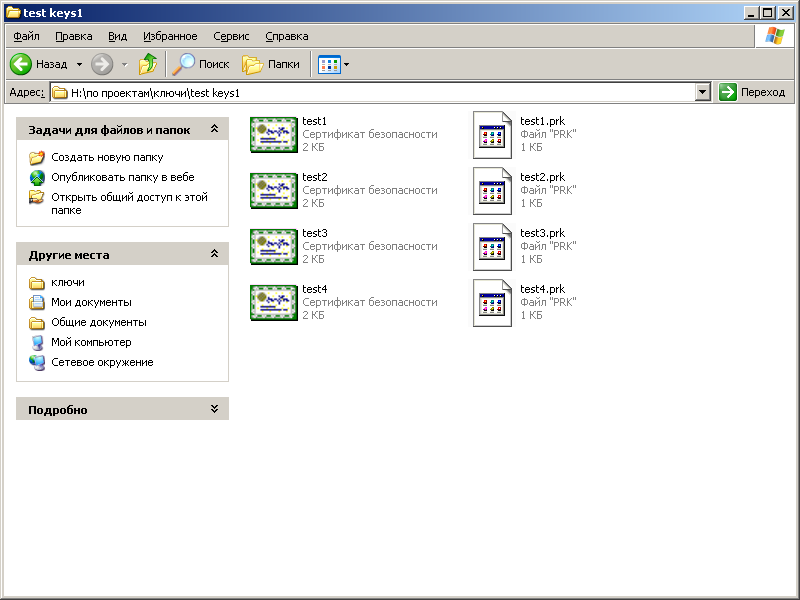 test keys1
Файл Правка Вид Избранное Сервис Справка
Назад Поиск Папки
Адрес: H:\по проектам\ключи\test keys1 Переход
Задачи для файлов и папок
Создать новую папку
Опубликовать папку в вебе
Открыть общий доступ к этой
папке
Другие места
ключи
Мои документы
Общие документы
Мой компьютер
Сетевое окружение
Подробно
test1
Сертификат безопасности
2 КБ
test1.prk
Файл "PRK"
1 КБ
test2
Сертификат безопасности
2 КБ
test2.prk
Файл "PRK"
1 КБ
test3
Сертификат безопасности
2 КБ
test3.prk
Файл "PRK"
1 КБ
test4
Сертификат безопасности
2 КБ
test4.prk
Файл "PRK"
1 КБ